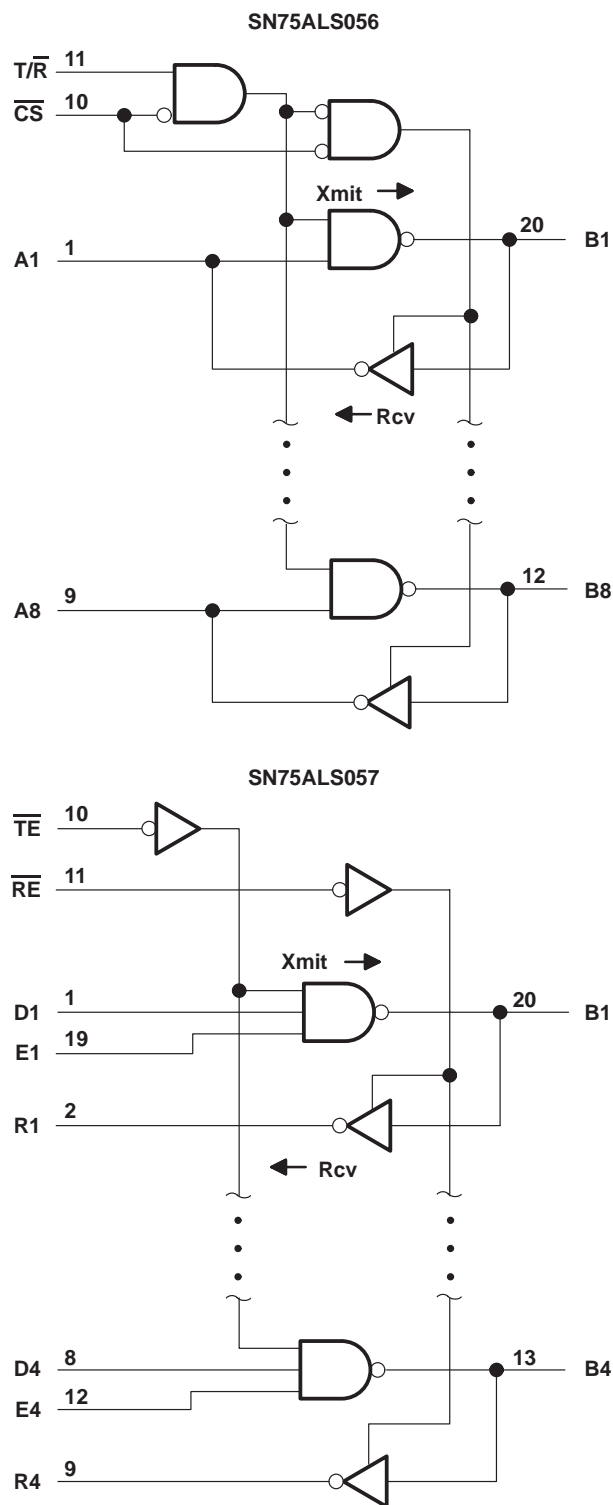 SN75ALS056
T/R̅ 11
C̅S̅ 10
Xmit
A1 1
20 B1
Rcv
A8 9
12 B8
SN75ALS057
T̅E̅ 10
R̅E̅ 11
Xmit
D1 1
20 B1
E1 19
R1 2
Rcv
D4 8
13 B4
E4 12
R4 9